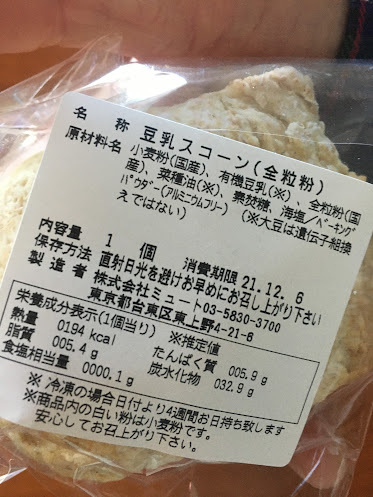 名 称 豆乳スコーン(全粒粉)
原材料名 小麦粉(国産)、有機豆乳(※)、全粒粉(国
産)、菜種油(※)、素焚糖、海塩/ベーキング
パウダー(アルミニウムフリー) (※大豆は遺伝子組換
えではない)
内容量 1 個 消費期限 21.12. 6
保存方法 直射日光を避けお早めにお召し上がり下さい
製造者 株式会社ミュート03-5830-3700
東京都台東区東上野4-21-6
栄養成分表示(1個当り) ※推定値
熱量 0194 kcal たんぱく質 005.9 g
脂質 005.4 g 炭水化物 032.9 g
食塩相当量 0000.1 g
※冷凍の場合日付より4週間お日持ち致します
※商品内の白い粉は小麦粉です。
安心してお召上がり下さい。